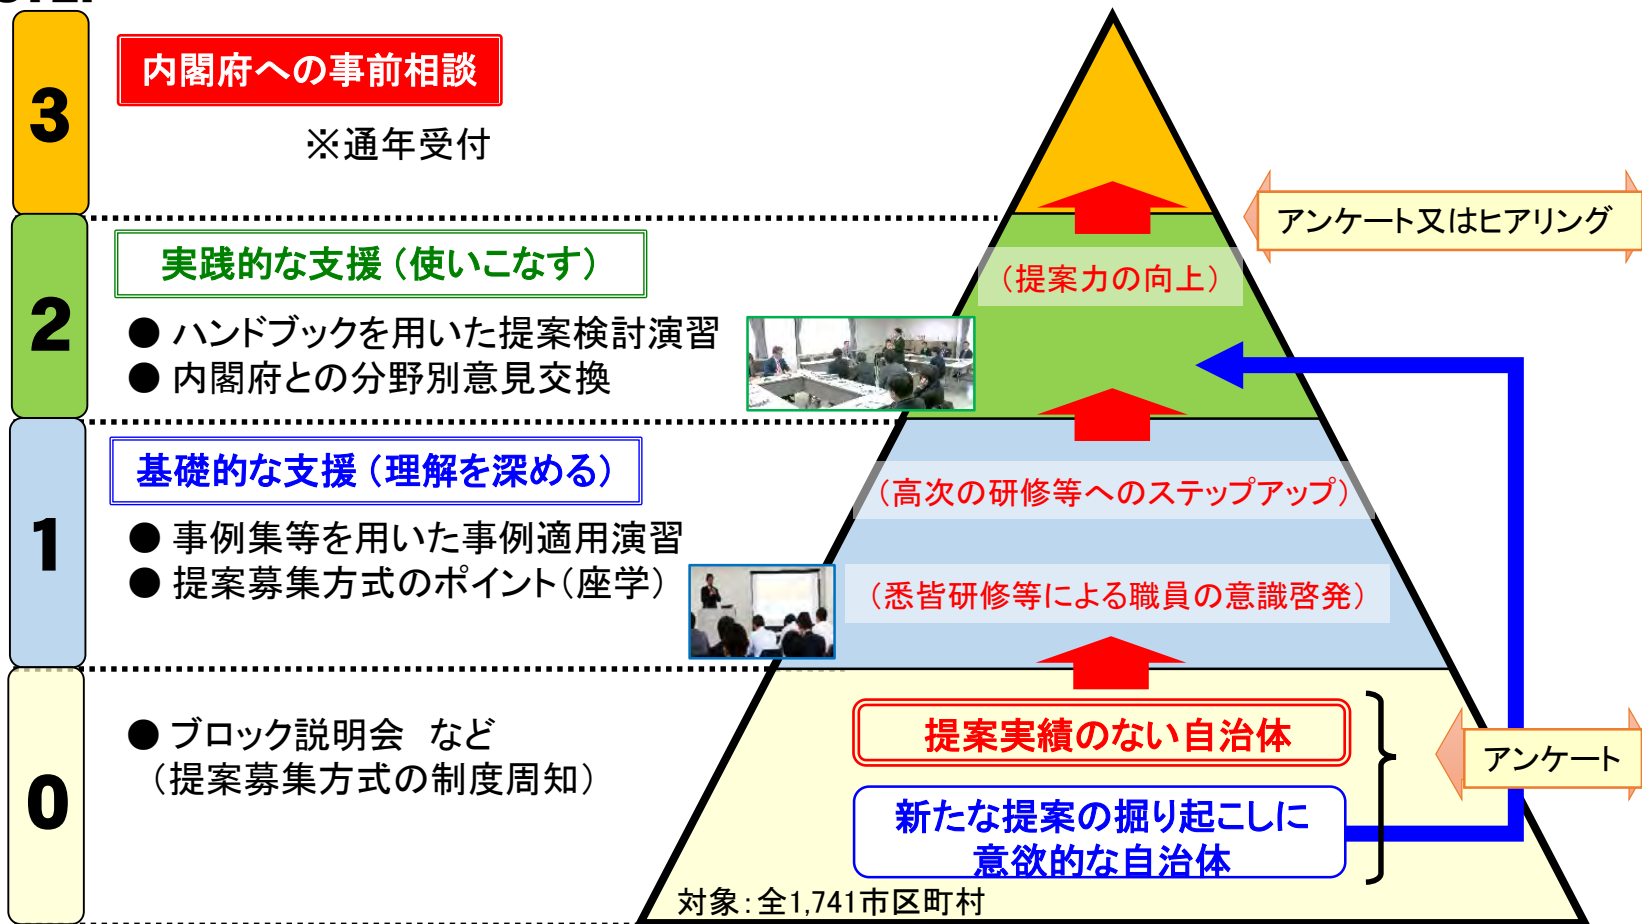 3
内閣府への事前相談
※通年受付
アンケート又はヒアリング
2
実践的な支援（使いこなす）
● ハンドブックを用いた提案検討演習
● 内閣府との分野別意見交換
（提案力の向上）
1
基礎的な支援（理解を深める）
● 事例集等を用いた事例適用演習
● 提案募集方式のポイント（座学）
（高次の研修等へのステップアップ）
（悉皆研修等による職員の意識啓発）
0
● ブロック説明会　など
（提案募集方式の制度周知）
提案実績のない自治体
新たな提案の掘り起こしに
意欲的な自治体
アンケート
対象：全1,741市区町村